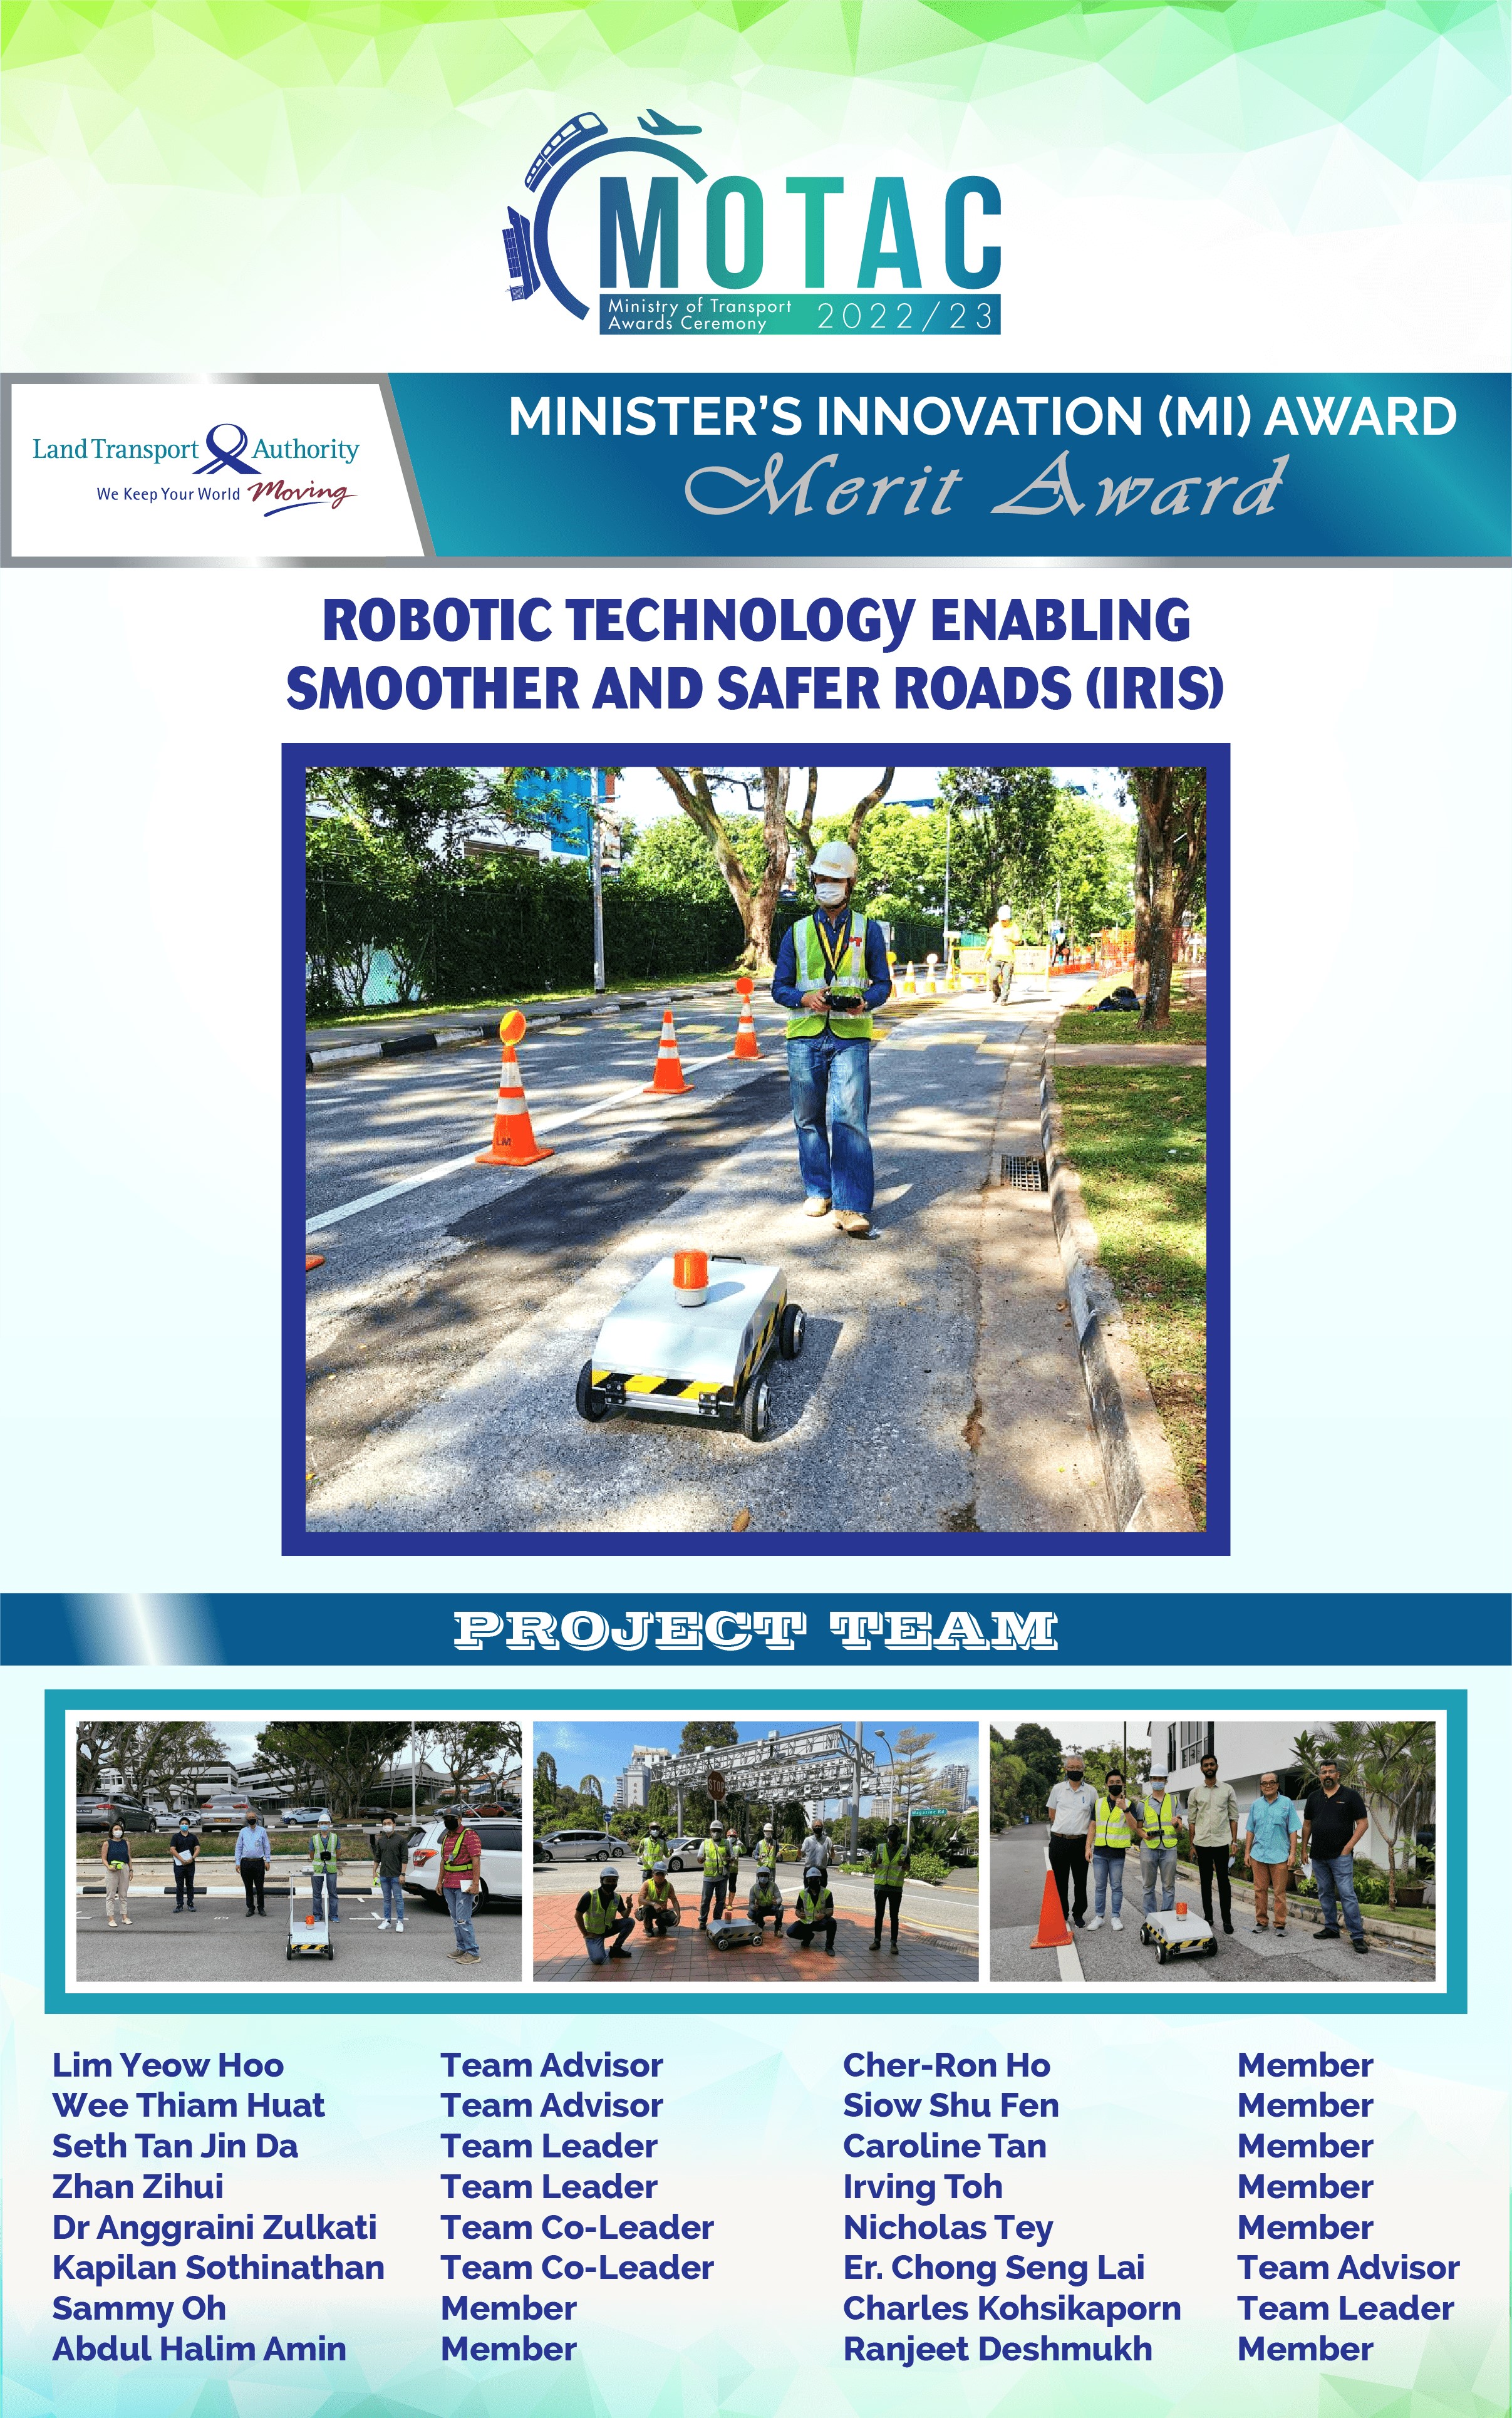 MOTAC
Ministry of Transport
Awards Ceremony 2022/23
Land Transport Authority
We Keep Your World Moving
MINISTER'S INNOVATION (MI) AWARD
Merit Award
ROBOTIC TECHNOLOGY ENABLING
SMOOTHER AND SAFER ROADS (IRIS)
LM
PROJECT TEAM
STOP
Magazine Rd
Lim Yeow Hoo Team Advisor
Wee Thiam Huat Team Advisor
Seth Tan Jin Da Team Leader
Zhan Zihui Team Leader
Dr Anggraini Zulkati Team Co-Leader
Kapilan Sothinathan Team Co-Leader
Sammy Oh Member
Abdul Halim Amin Member
Cher-Ron Ho Member
Siow Shu Fen Member
Caroline Tan Member
Irving Toh Member
Nicholas Tey Member
Er. Chong Seng Lai Team Advisor
Charles Kohsikaporn Team Leader
Ranjeet Deshmukh Member